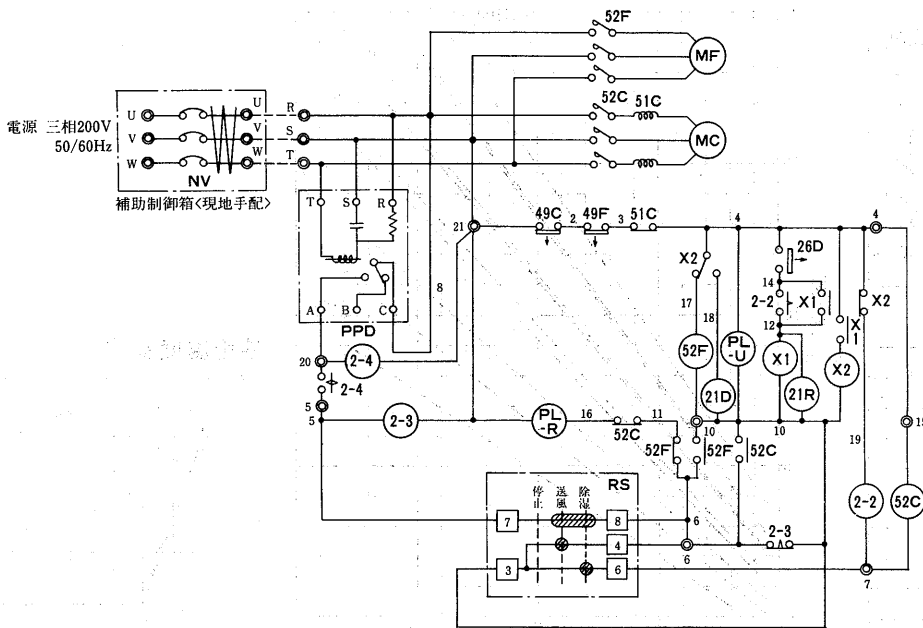 52F
MF
52C 51C
MC
電源 三相200V
50/60Hz
U U R
V V S
W W T
NV
補助制御箱<現地手配>
T S R
A B C
PPD
8
21
49C 2 49F 3 51C 4 4
X2
17 18
26D
14
2-2 X1
12
X1
X2
20 2-4
2-4
52F
PL-U
X1
21R
X2
21D
5
5
2-3
PL-R
16
52C
11
10
10
19
15
52F 52F 52C
RS
停止 送風 除湿
2-2
52C
7 8 6
4 6
2-3
3 6 7